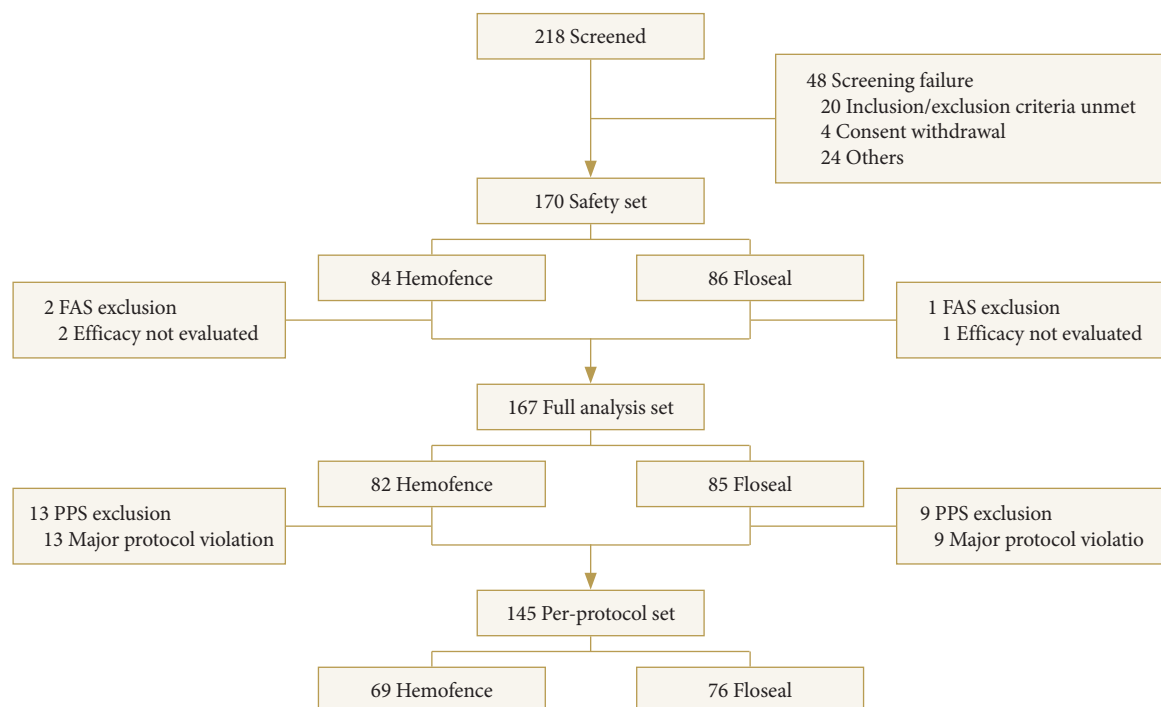 218 Screened
48 Screening failure
20 Inclusion/exclusion criteria unmet
4 Consent withdrawal
24 Others
170 Safety set
84 Hemofence
86 Floseal
2 FAS exclusion
2 Efficacy not evaluated
1 FAS exclusion
1 Efficacy not evaluated
167 Full analysis set
82 Hemofence
85 Floseal
13 PPS exclusion
13 Major protocol violation
9 PPS exclusion
9 Major protocol violatio
145 Per-protocol set
69 Hemofence
76 Floseal